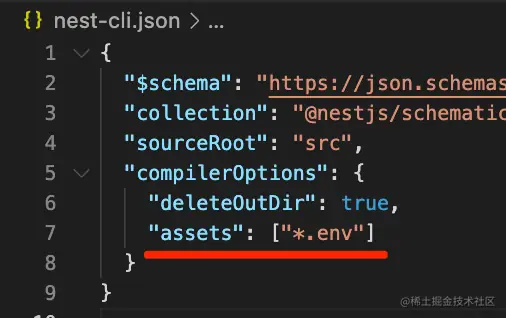 {} nest-cli.json > ...
1 {
2 "$schema": "https://json.schemas
3 "collection": "@nestjs/schematic
4 "sourceRoot": "src",
5 "compilerOptions": {
6 "deleteOutDir": true,
7 "assets": ["*.env"]
8 }
9 }
@稀土掘金技术社区